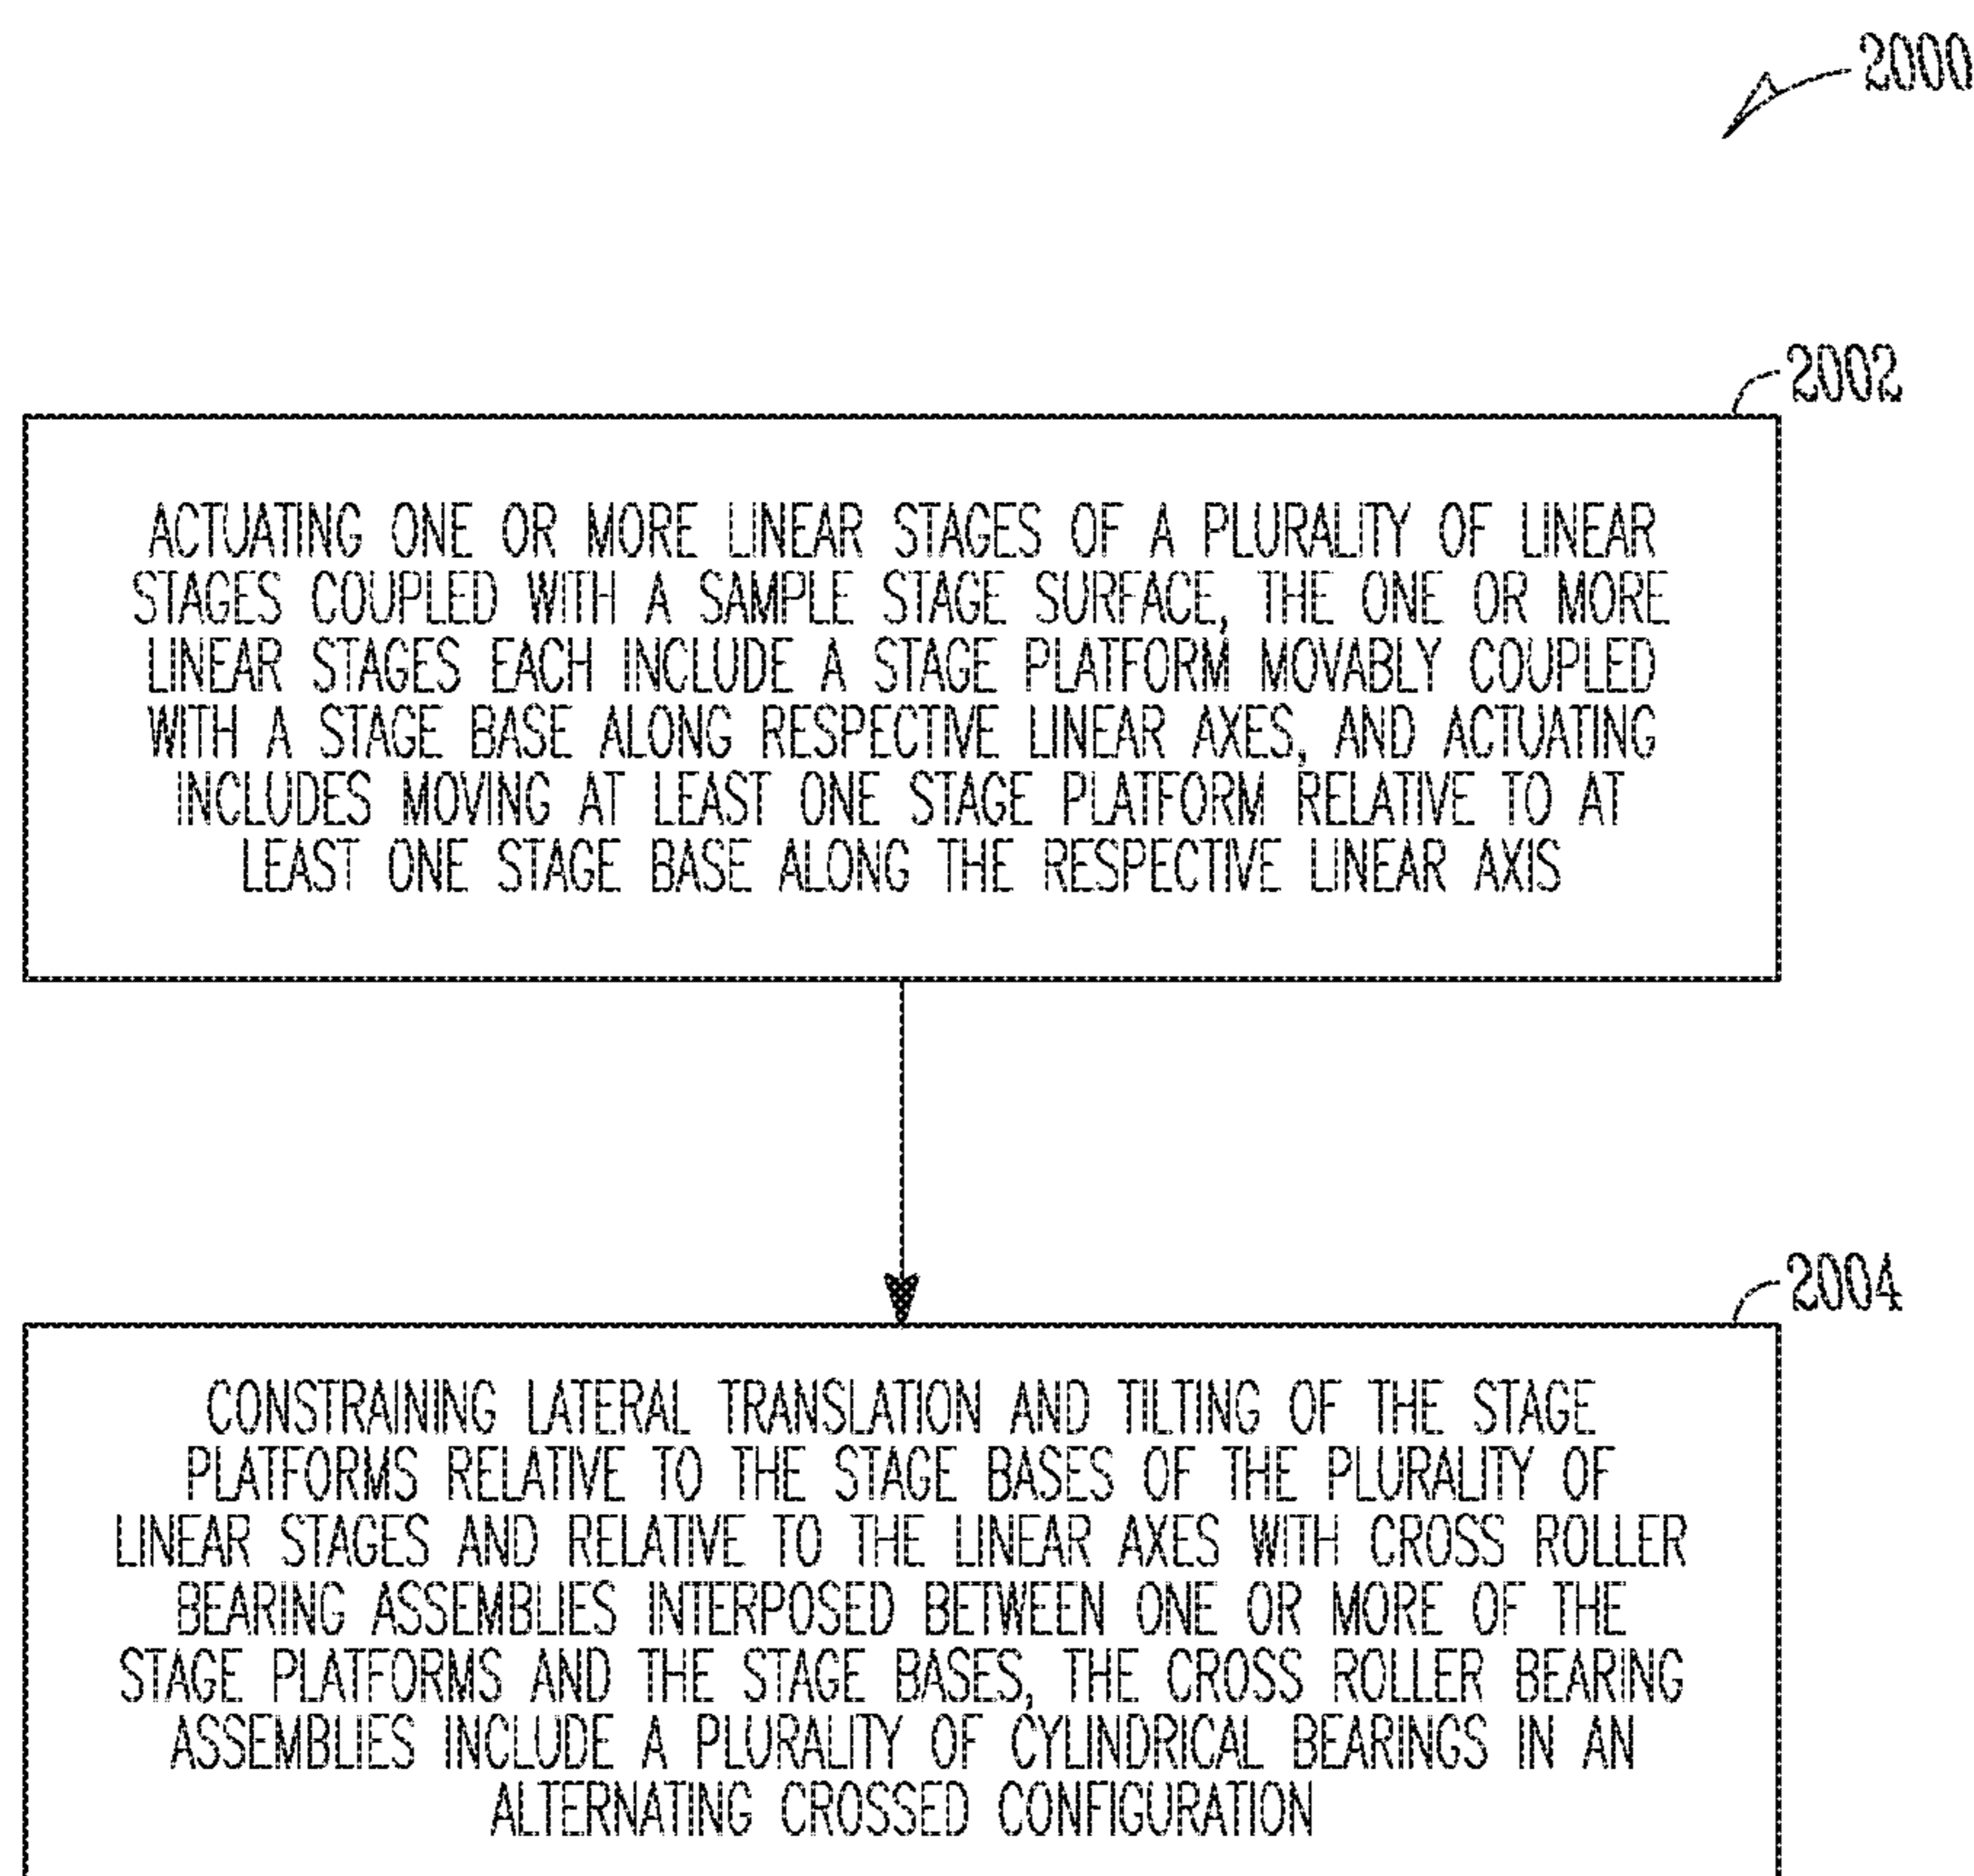 2000
2002
ACTUATING ONE OR MORE LINEAR STAGES OF A PLURALITY OF LINEAR
STAGES COUPLED WITH A SAMPLE STAGE SURFACE, THE ONE OR MORE
LINEAR STAGES EACH INCLUDE A STAGE PLATFORM MOVABLY COUPLED
WITH A STAGE BASE ALONG RESPECTIVE LINEAR AXES, AND ACTUATING
INCLUDES MOVING AT LEAST ONE STAGE PLATFORM RELATIVE TO AT
LEAST ONE STAGE BASE ALONG THE RESPECTIVE LINEAR AXIS
2004
CONSTRAINING LATERAL TRANSLATION AND TILTING OF THE STAGE
PLATFORMS RELATIVE TO THE STAGE BASES OF THE PLURALITY OF
LINEAR STAGES AND RELATIVE TO THE LINEAR AXES WITH CROSS ROLLER
BEARING ASSEMBLIES INTERPOSED BETWEEN ONE OR MORE OF THE
STAGE PLATFORMS AND THE STAGE BASES, THE CROSS ROLLER BEARING
ASSEMBLIES INCLUDE A PLURALITY OF CYLINDRICAL BEARINGS IN AN
ALTERNATING CROSSED CONFIGURATION